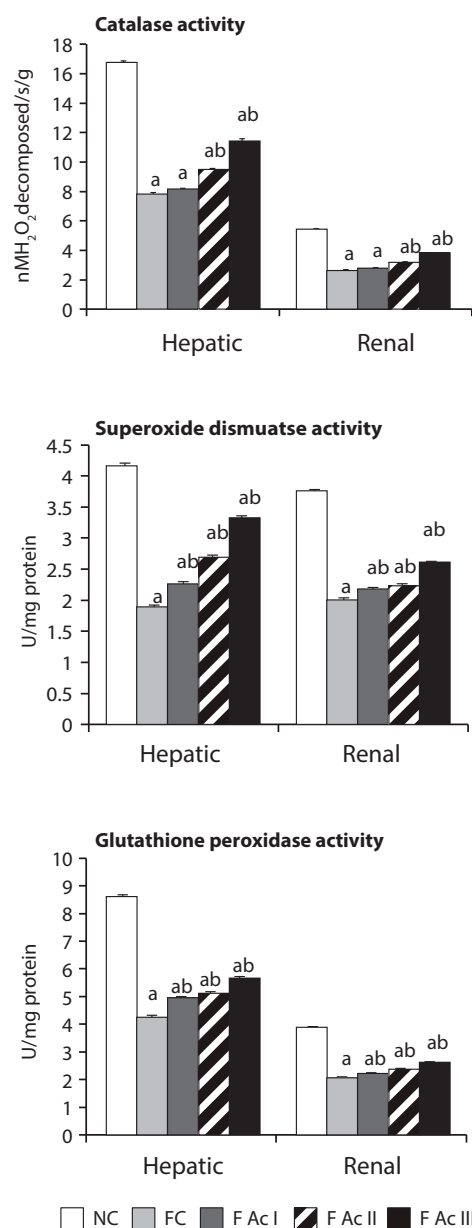 Catalase activity
nMH₂O₂decomposed/s/g
18
16
14
12
10
8
6
4
2
0
a
a
ab
ab
a
a
ab
ab
Hepatic
Renal
Superoxide dismuatse activity
U/mg protein
4.5
4
3.5
3
2.5
2
1.5
1
0.5
0
a
ab
ab
ab
a
ab
ab
ab
Hepatic
Renal
Glutathione peroxidase activity
U/mg protein
10
9
8
7
6
5
4
3
2
1
0
a
ab
ab
ab
a
ab
ab
ab
Hepatic
Renal
NC FC F Ac I F Ac II F Ac II